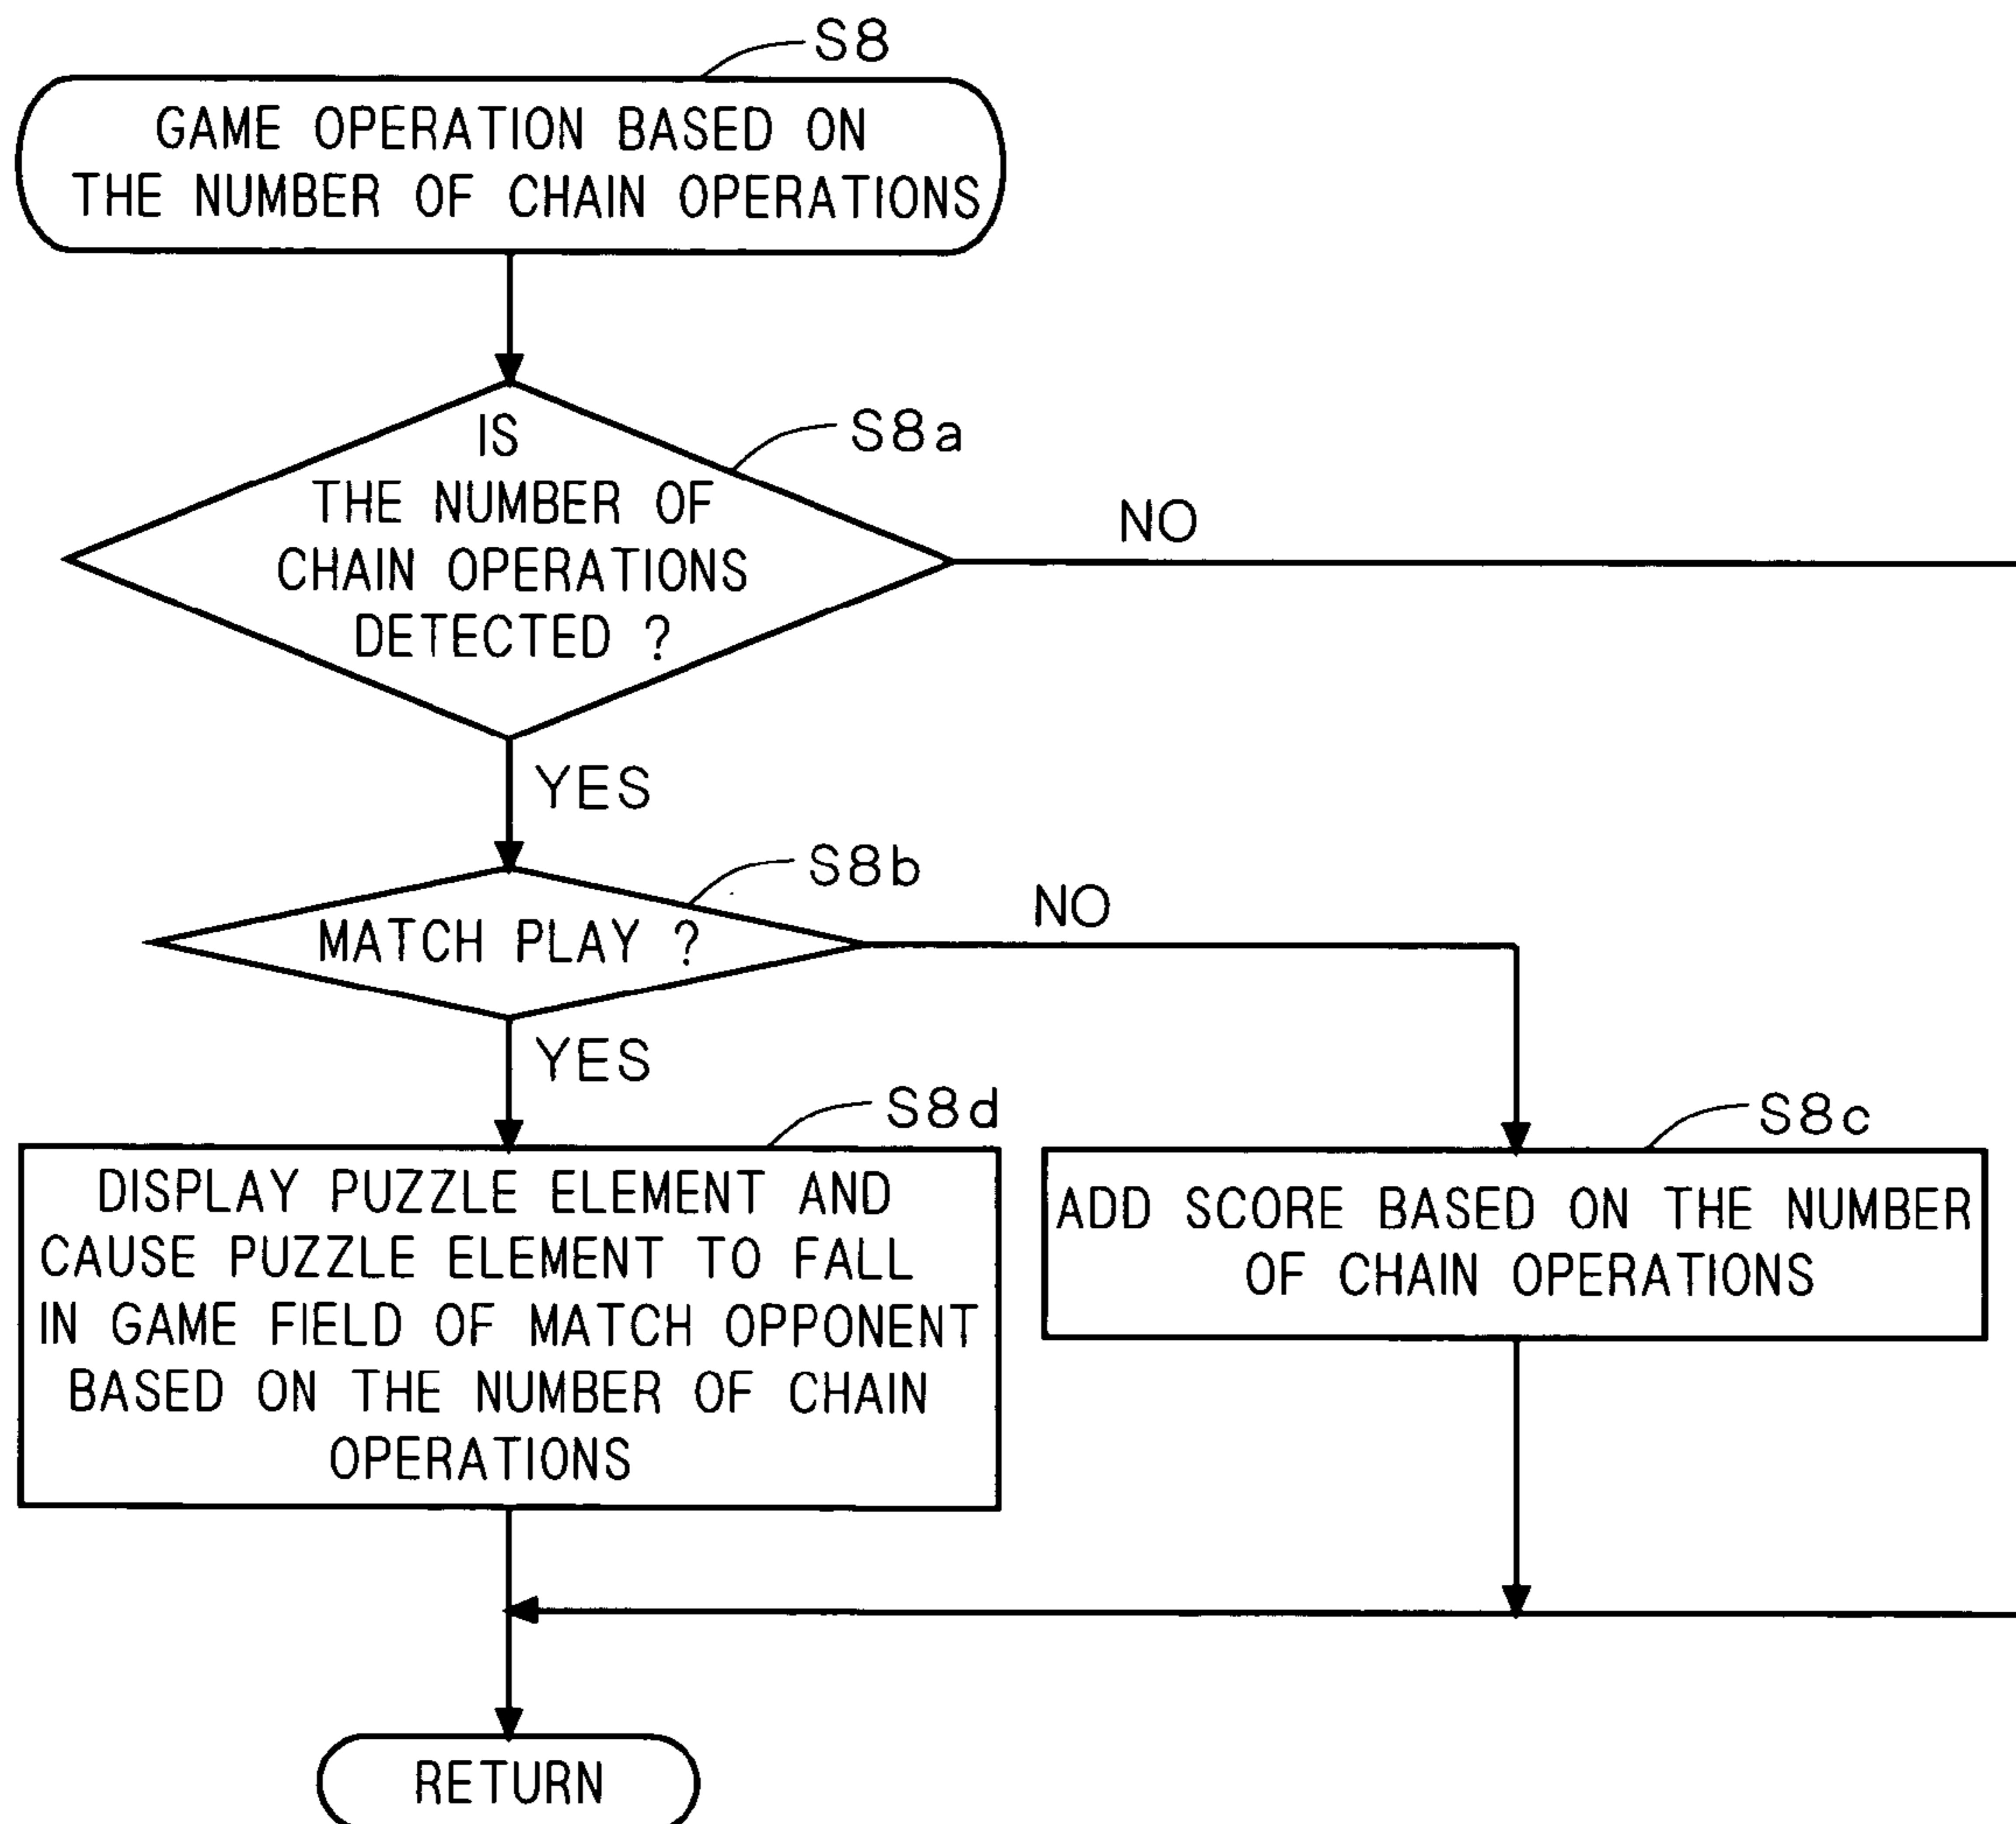 S8
GAME OPERATION BASED ON
THE NUMBER OF CHAIN OPERATIONS
S8a
IS
THE NUMBER OF
CHAIN OPERATIONS
DETECTED ?
NO
YES
S8b
MATCH PLAY ?
NO
YES
S8d
DISPLAY PUZZLE ELEMENT AND
CAUSE PUZZLE ELEMENT TO FALL
IN GAME FIELD OF MATCH OPPONENT
BASED ON THE NUMBER OF CHAIN
OPERATIONS
S8c
ADD SCORE BASED ON THE NUMBER
OF CHAIN OPERATIONS
RETURN